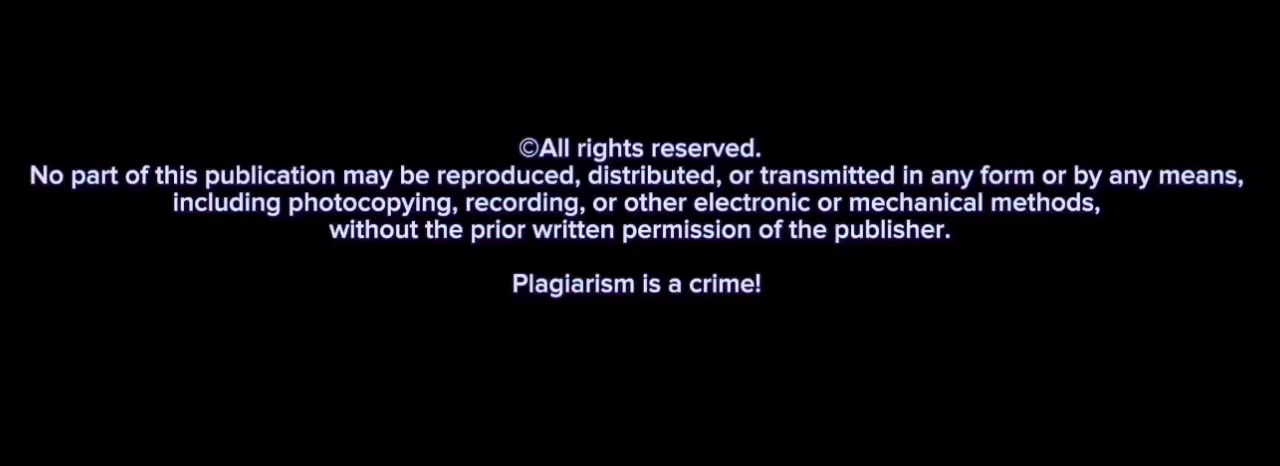 ©All rights reserved.
No part of this publication may be reproduced, distributed, or transmitted in any form or by any means,
including photocopying, recording, or other electronic or mechanical methods,
without the prior written permission of the publisher.
Plagiarism is a crime!